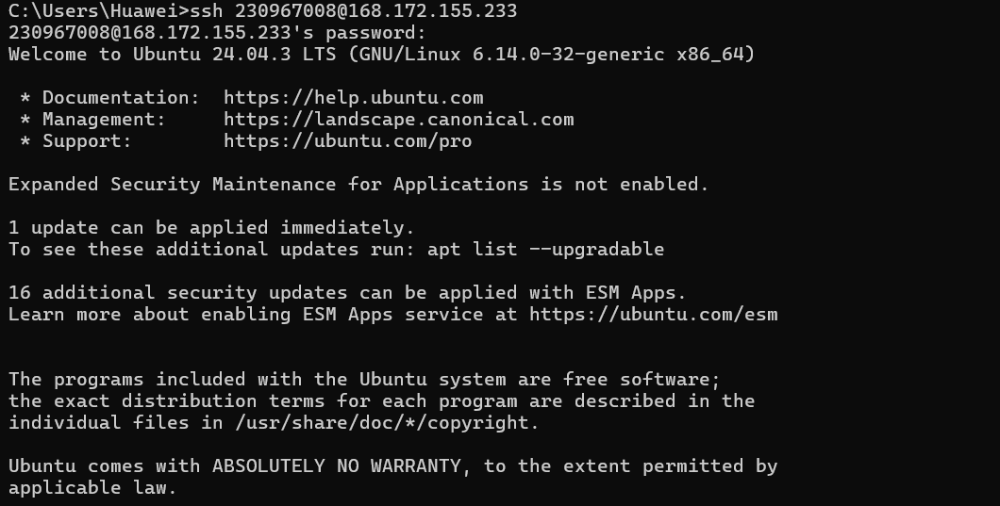 C:\Users\Huawei>ssh 230967008@168.172.155.233
230967008@168.172.155.233's password:
Welcome to Ubuntu 24.04.3 LTS (GNU/Linux 6.14.0-32-generic x86_64)
* Documentation: https://help.ubuntu.com
* Management: https://landscape.canonical.com
* Support: https://ubuntu.com/pro
Expanded Security Maintenance for Applications is not enabled.
1 update can be applied immediately.
To see these additional updates run: apt list --upgradable
16 additional security updates can be applied with ESM Apps.
Learn more about enabling ESM Apps service at https://ubuntu.com/esm
The programs included with the Ubuntu system are free software;
the exact distribution terms for each program are described in the
individual files in /usr/share/doc/*/copyright.
Ubuntu comes with ABSOLUTELY NO WARRANTY, to the extent permitted by
applicable law.